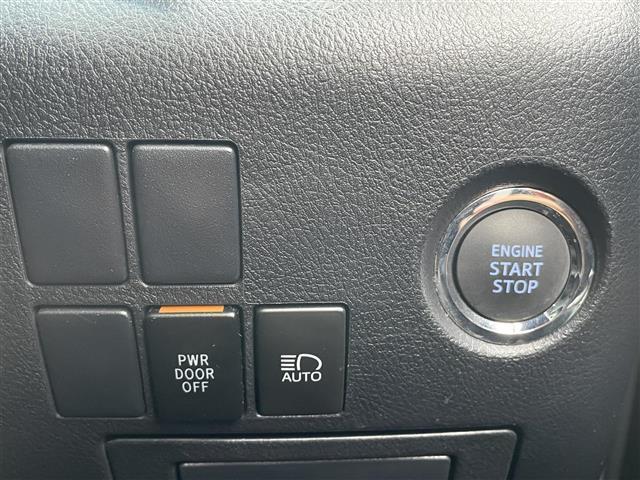 ENGINE
START
STOP
PWR
DOOR
OFF
AUTO